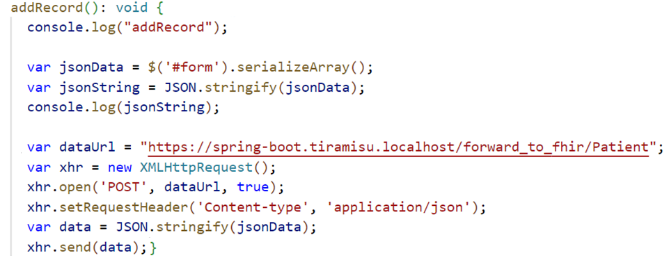 addRecord(): void {
console.log("addRecord");
var jsonData = $('#form').serializeArray();
var jsonString = JSON.stringify(jsonData);
console.log(jsonString);
var dataUrl = "https://spring-boot.tiramisu.localhost/forward_to_fhir/Patient";
var xhr = new XMLHttpRequest();
xhr.open('POST', dataUrl, true);
xhr.setRequestHeader('Content-type', 'application/json');
var data = JSON.stringify(jsonData);
xhr.send(data);}